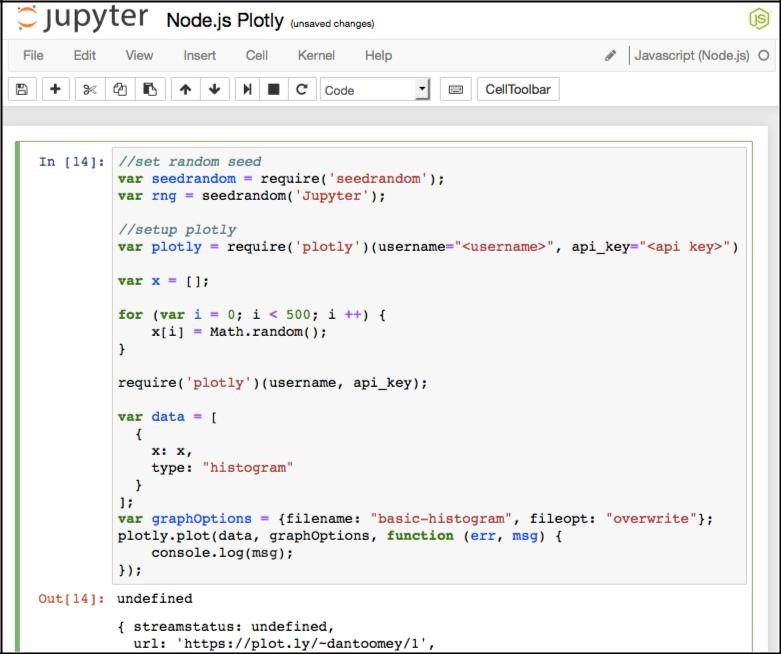 Jupyter Node.js Plotly (unsaved changes)
File Edit View Insert Cell Kernel Help Javascript (Node.js)
Code CellToolbar
In [14]: //set random seed
var seedrandom = require('seedrandom');
var rng = seedrandom('Jupyter');
//setup plotly
var plotly = require('plotly')(username="<username>", api_key="<api key>")
var x = [];
for (var i = 0; i < 500; i ++) {
    x[i] = Math.random();
}
require('plotly')(username, api_key);
var data = [
  {
    x: x,
    type: "histogram"
  }
];
var graphOptions = {filename: "basic-histogram", fileopt: "overwrite"};
plotly.plot(data, graphOptions, function (err, msg) {
    console.log(msg);
});
Out[14]: undefined
{ streamstatus: undefined,
  url: 'https://plot.ly/~dantoomey/1',